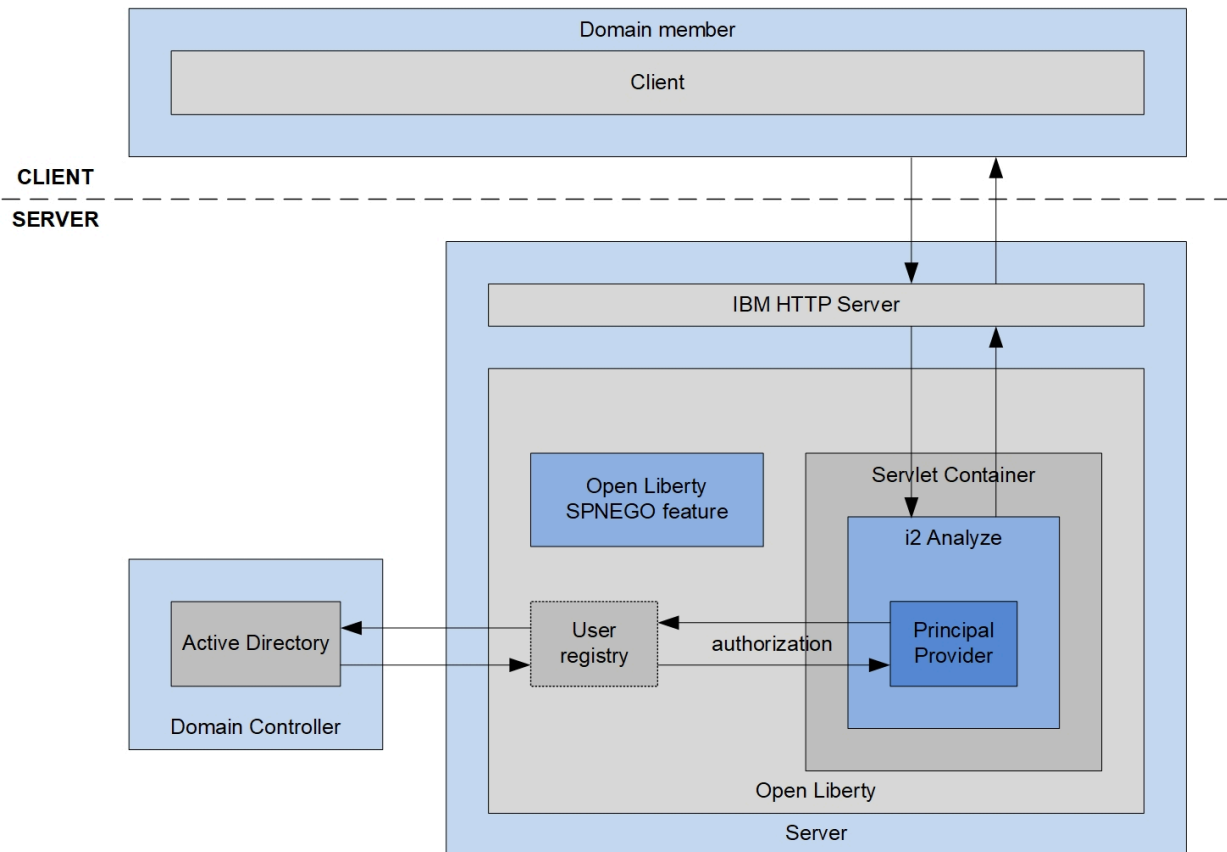 Domain member
Client
CLIENT
SERVER
IBM HTTP Server
Servlet Container
Open Liberty
SPNEGO feature
i2 Analyze
Active Directory
User
registry
authorization
Principal
Provider
Domain Controller
Open Liberty
Server